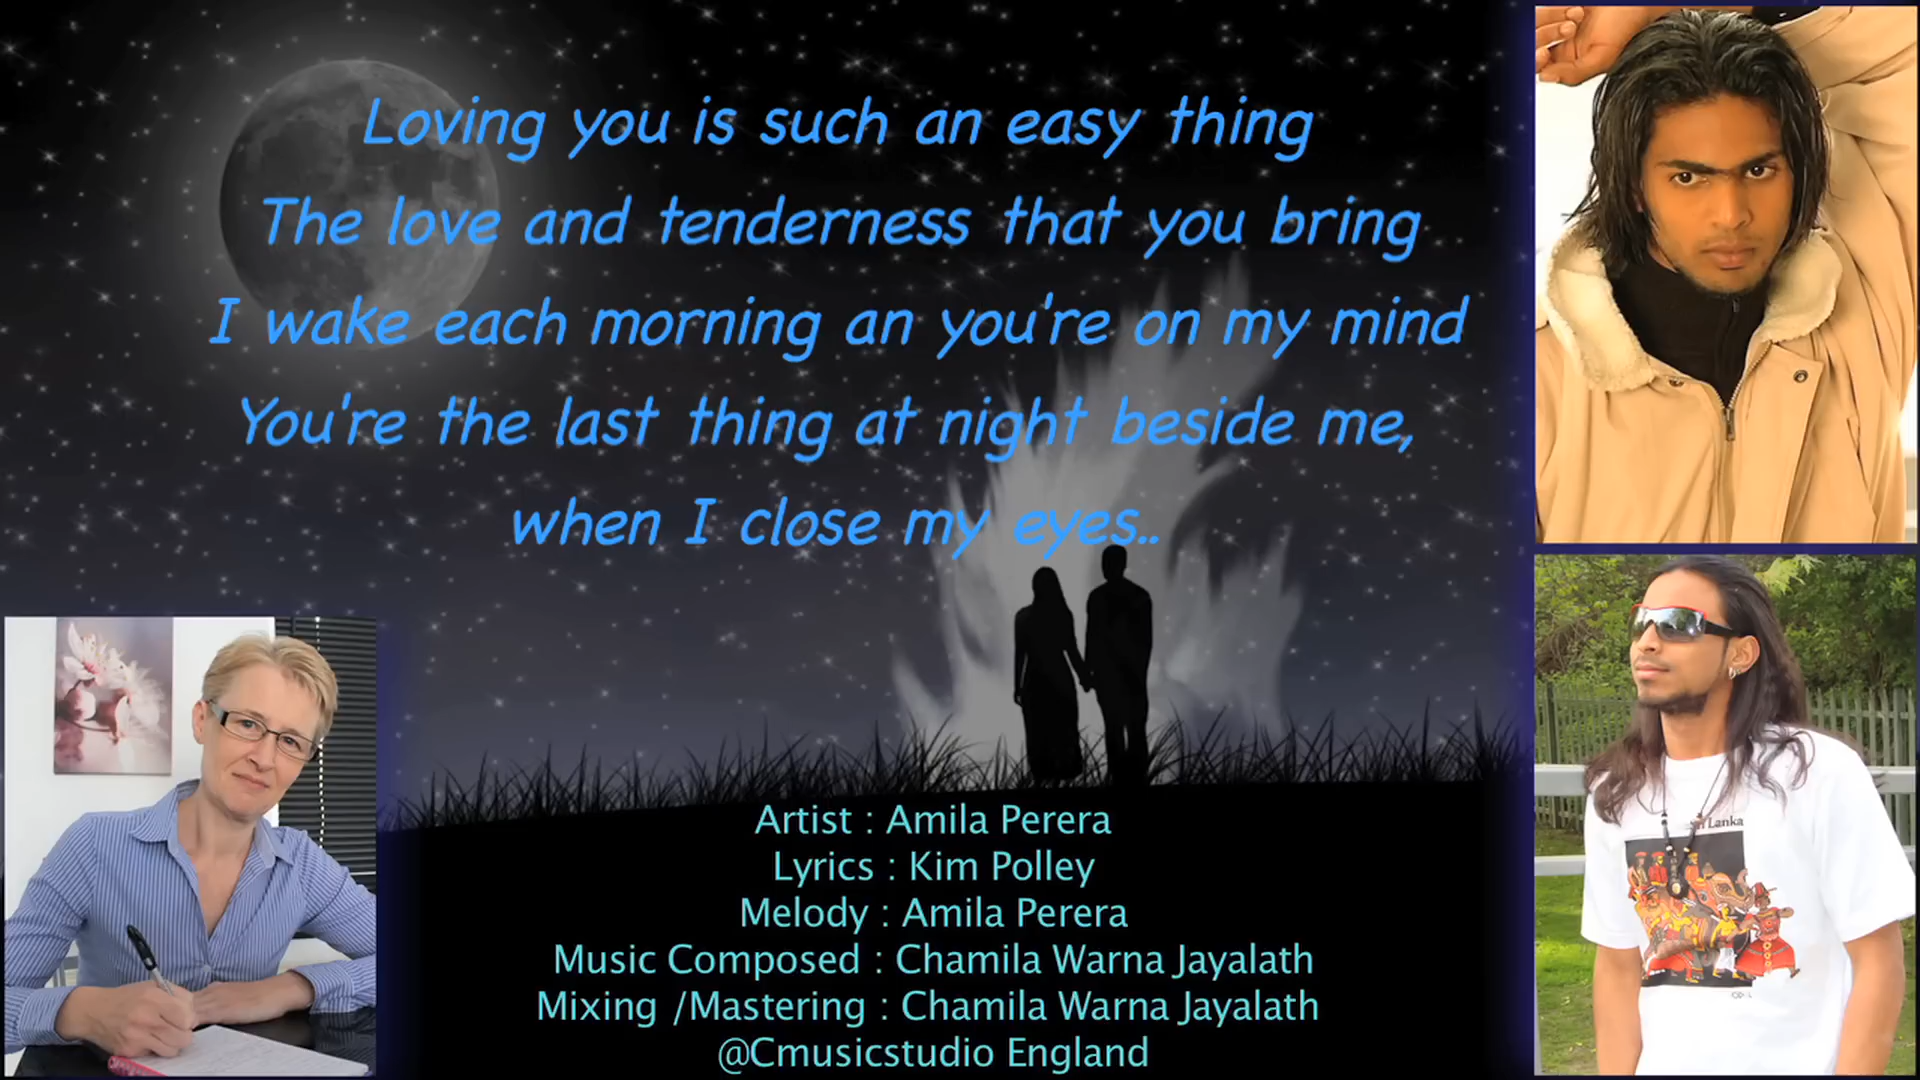 Loving you is such an easy thing
The love and tenderness that you bring
I wake each morning an you're on my mind
You're the last thing at night beside me,
when I close my eyes..
Artist : Amila Perera
Lyrics : Kim Polley
Melody : Amila Perera
Music Composed : Chamila Warna Jayalath
Mixing /Mastering : Chamila Warna Jayalath
@Cmusicstudio England
Lanka